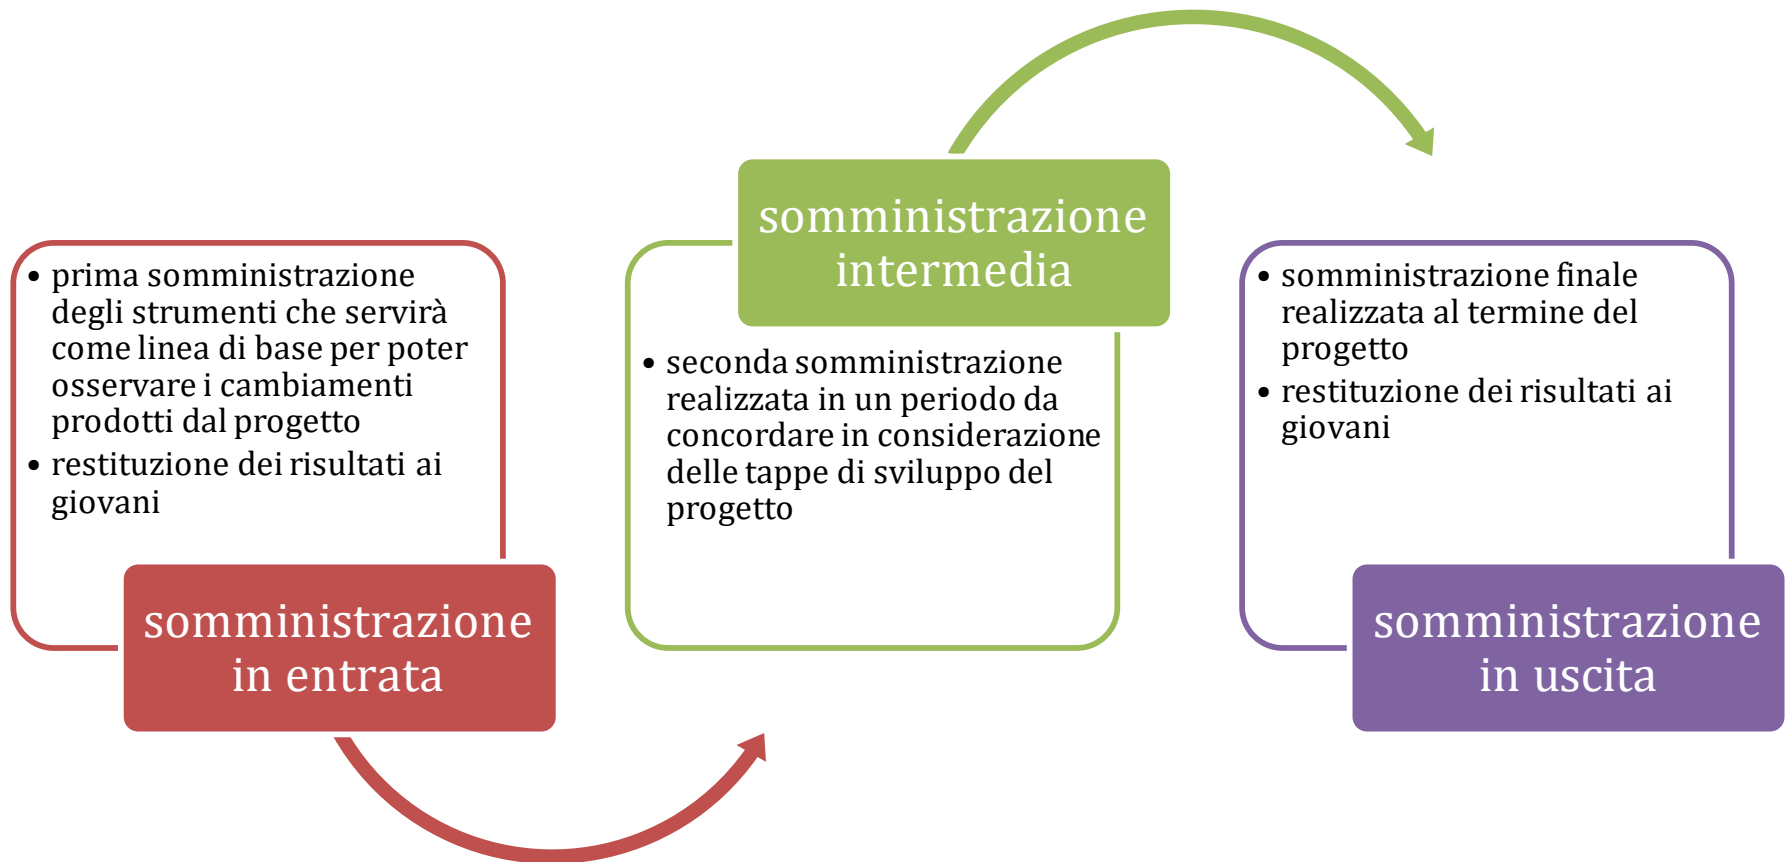 • prima somministrazione
degli strumenti che servirà
come linea di base per poter
osservare i cambiamenti
prodotti dal progetto
• restituzione dei risultati ai
giovani
somministrazione
in entrata
somministrazione
intermedia
• seconda somministrazione
realizzata in un periodo da
concordare in considerazione
delle tappe di sviluppo del
progetto
• somministrazione finale
realizzata al termine del
progetto
• restituzione dei risultati ai
giovani
somministrazione
in uscita